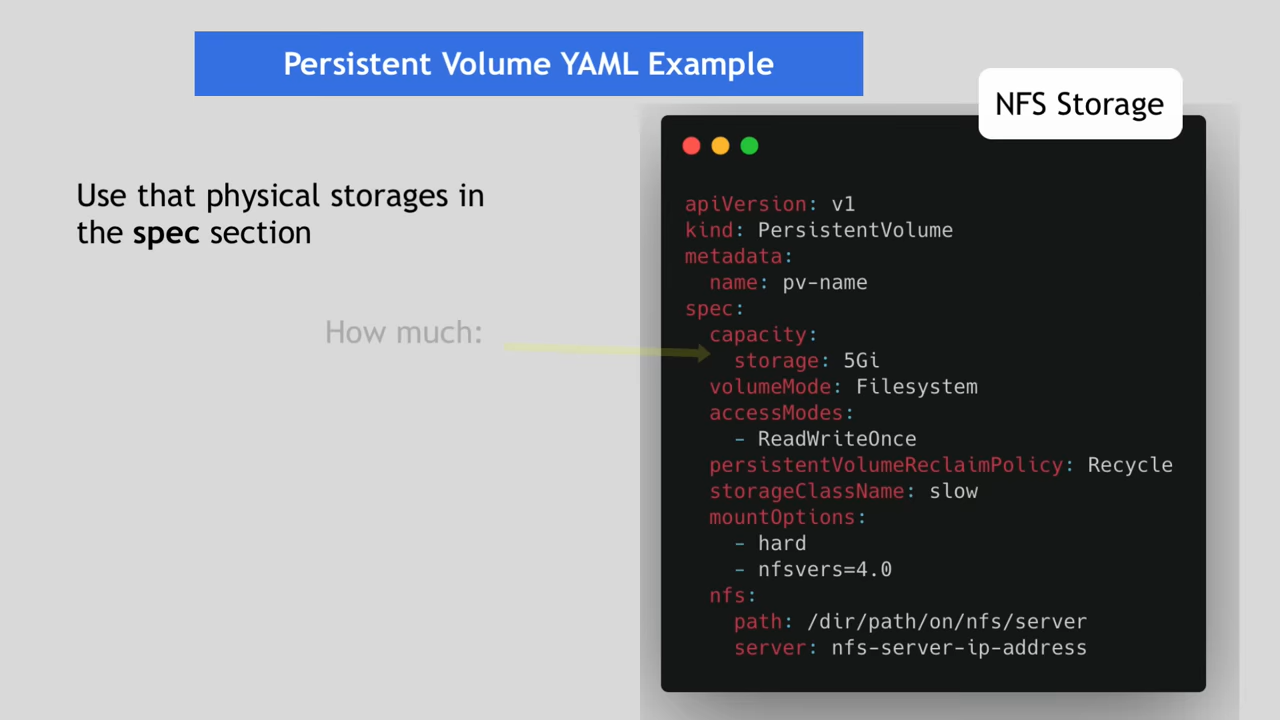 Persistent Volume YAML Example
NFS Storage
Use that physical storages in
the spec section
How much:
apiVersion: v1
kind: PersistentVolume
metadata:
  name: pv-name
spec:
  capacity:
    storage: 5Gi
  volumeMode: Filesystem
  accessModes:
    - ReadWriteOnce
  persistentVolumeReclaimPolicy: Recycle
  storageClassName: slow
  mountOptions:
    - hard
    - nfsvers=4.0
  nfs:
    path: /dir/path/on/nfs/server
    server: nfs-server-ip-address